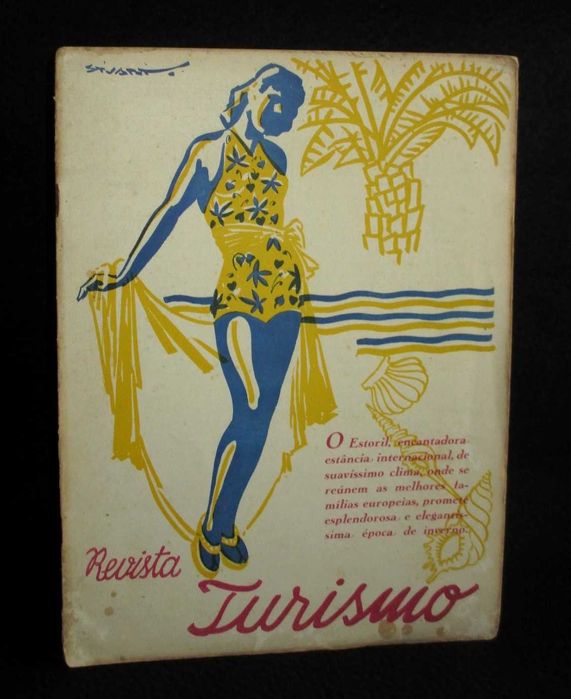 STUART.
O Estoril, encantadora
estância internacional, de
suavíssimo clima, onde se
reúnem as melhores fa-
mílias europeias, promete
esplendorosa e elegantís-
sima época de inverno.
Revista
Turismo